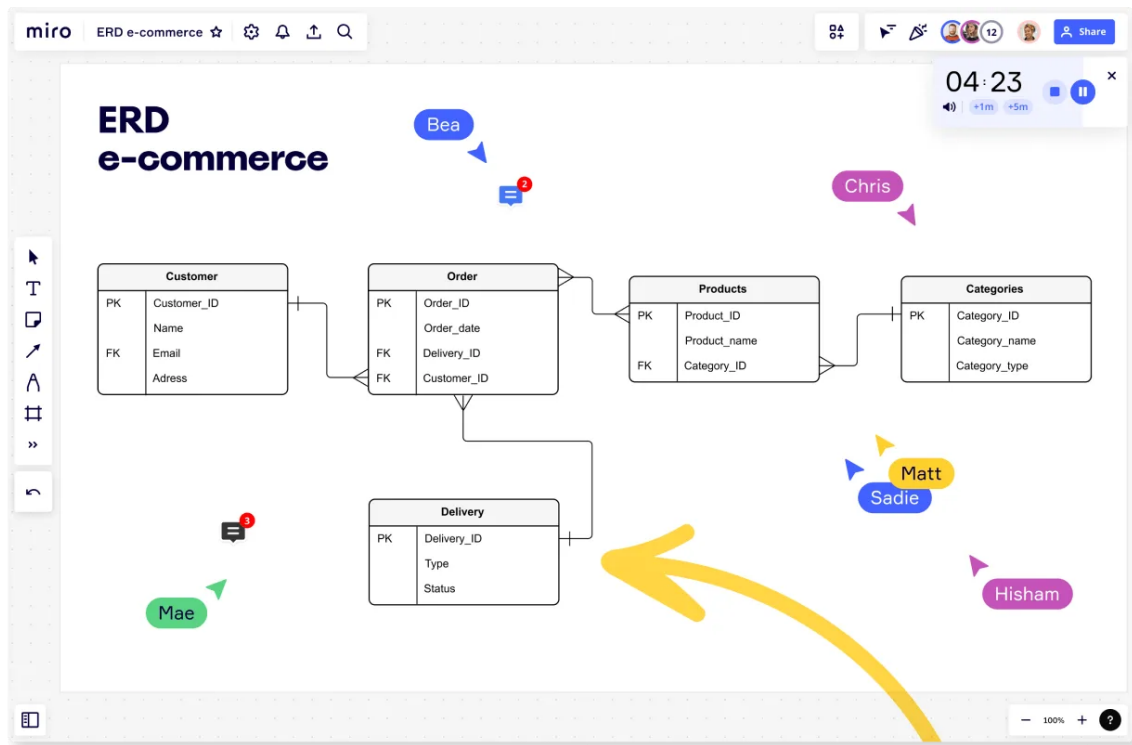 miro
ERD e-commerce
12
Share
04:23
+1m
+5m
ERD
e-commerce
Bea
2
Chris
Customer
PK Customer_ID
Name
FK Email
Adress
Order
PK Order_ID
Order_date
FK Delivery_ID
FK Customer_ID
Products
PK Product_ID
Product_name
FK Category_ID
Categories
PK Category_ID
Category_name
Category_type
Matt
Sadie
Delivery
PK Delivery_ID
Type
Status
3
Mae
Hisham
100%
?